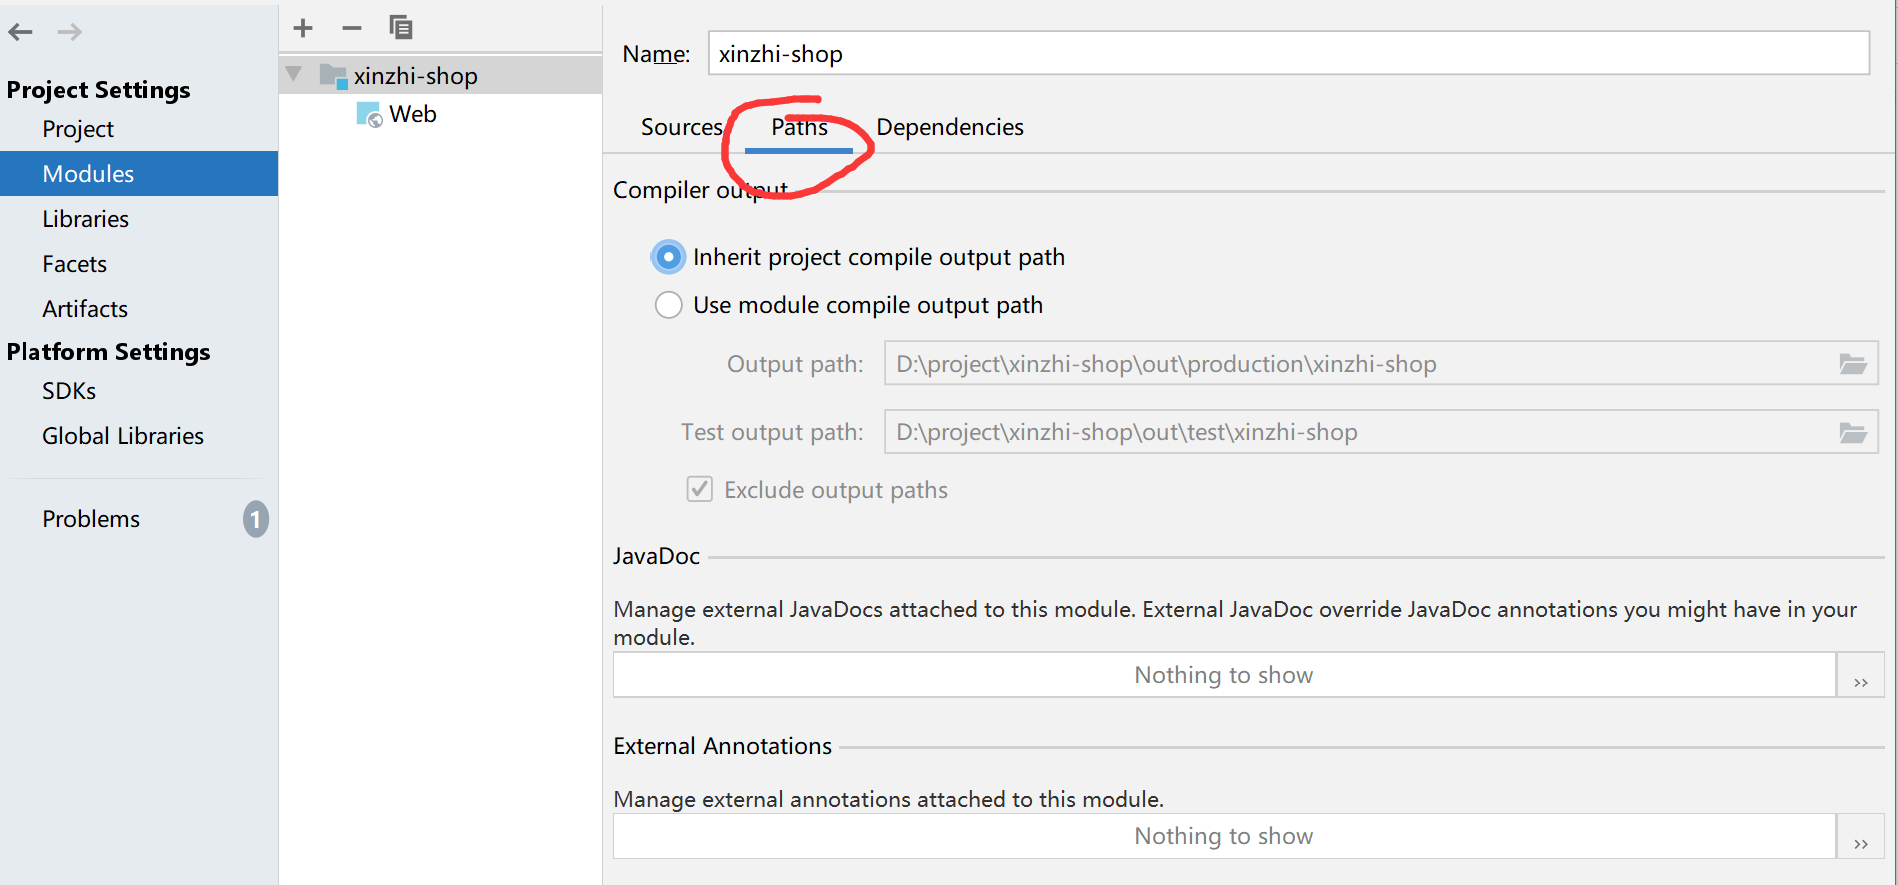 Project Settings
Project
Modules
Libraries
Facets
Artifacts
Platform Settings
SDKs
Global Libraries
Problems 1
xinzhi-shop
Web
Name: xinzhi-shop
Sources Paths Dependencies
Compiler output
Inherit project compile output path
Use module compile output path
Output path: D:\project\xinzhi-shop\out\production\xinzhi-shop
Test output path: D:\project\xinzhi-shop\out\test\xinzhi-shop
Exclude output paths
JavaDoc
Manage external JavaDocs attached to this module. External JavaDoc override JavaDoc annotations you might have in your
module.
Nothing to show ››
External Annotations
Manage external annotations attached to this module.
Nothing to show ››